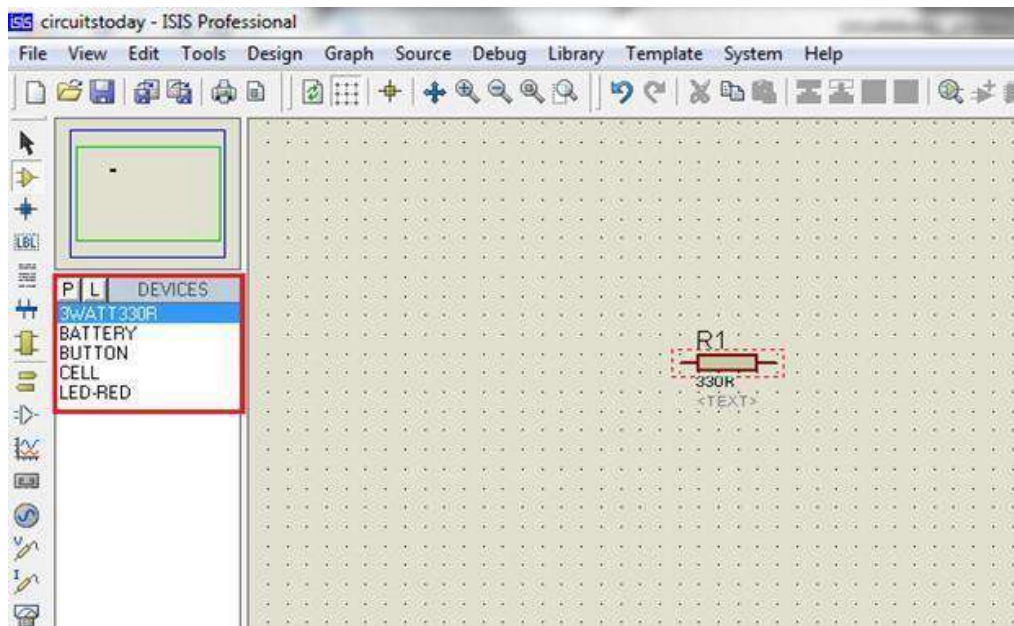 ISIS circuitstoday - ISIS Professional
File View Edit Tools Design Graph Source Debug Library Template System Help
LBL
P L DEVICES
3WATT330R
BATTERY
BUTTON
CELL
LED-RED
R1
330R
<TEXT>
V
I